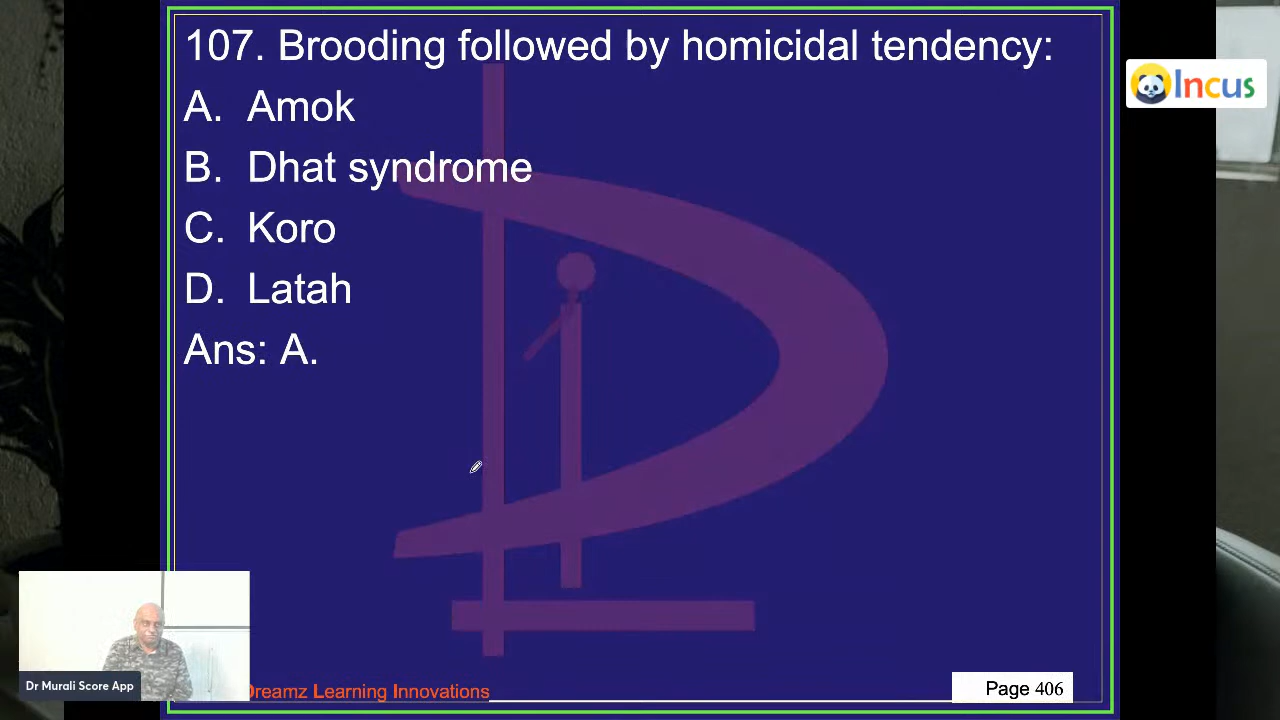 107. Brooding followed by homicidal tendency:
Incus
A. Amok
B. Dhat syndrome
C. Koro
D. Latah
Ans: A.
Dr Murali Score App
Dreamz Learning Innovations
Page 406